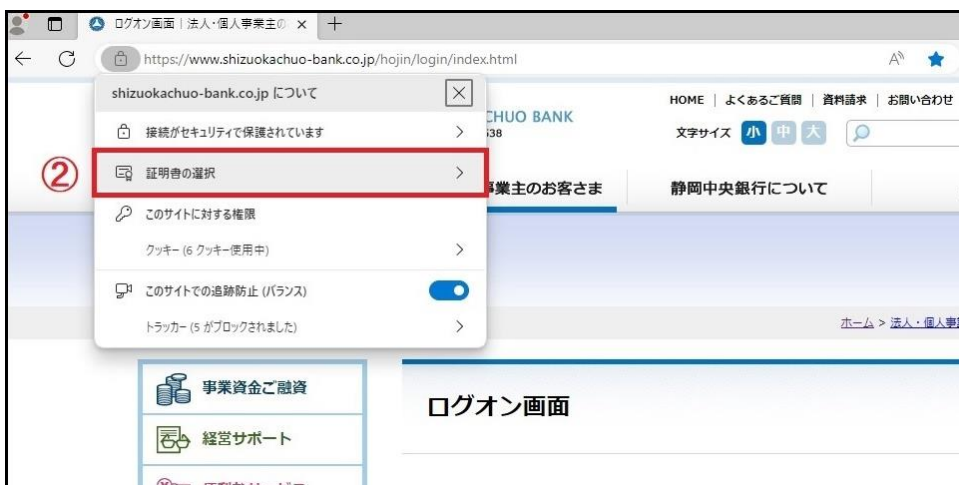 ログオン画面｜法人・個人事業主の
https://www.shizuokachuo-bank.co.jp/hojin/login/index.html
shizuokachuo-bank.co.jp について
接続がセキュリティで保護されています
② 証明書の選択
このサイトに対する権限
クッキー (6 クッキー使用中)
このサイトでの追跡防止 (バランス)
トラッカー (5 がブロックされました)
CHUO BANK
538
HOME ｜ よくあるご質問 ｜ 資料請求 ｜ お問い合わせ
文字サイズ 小 中 大
事業主のお客さま 静岡中央銀行について
ホーム > 法人・個人事
事業資金ご融資
経営サポート
ログオン画面